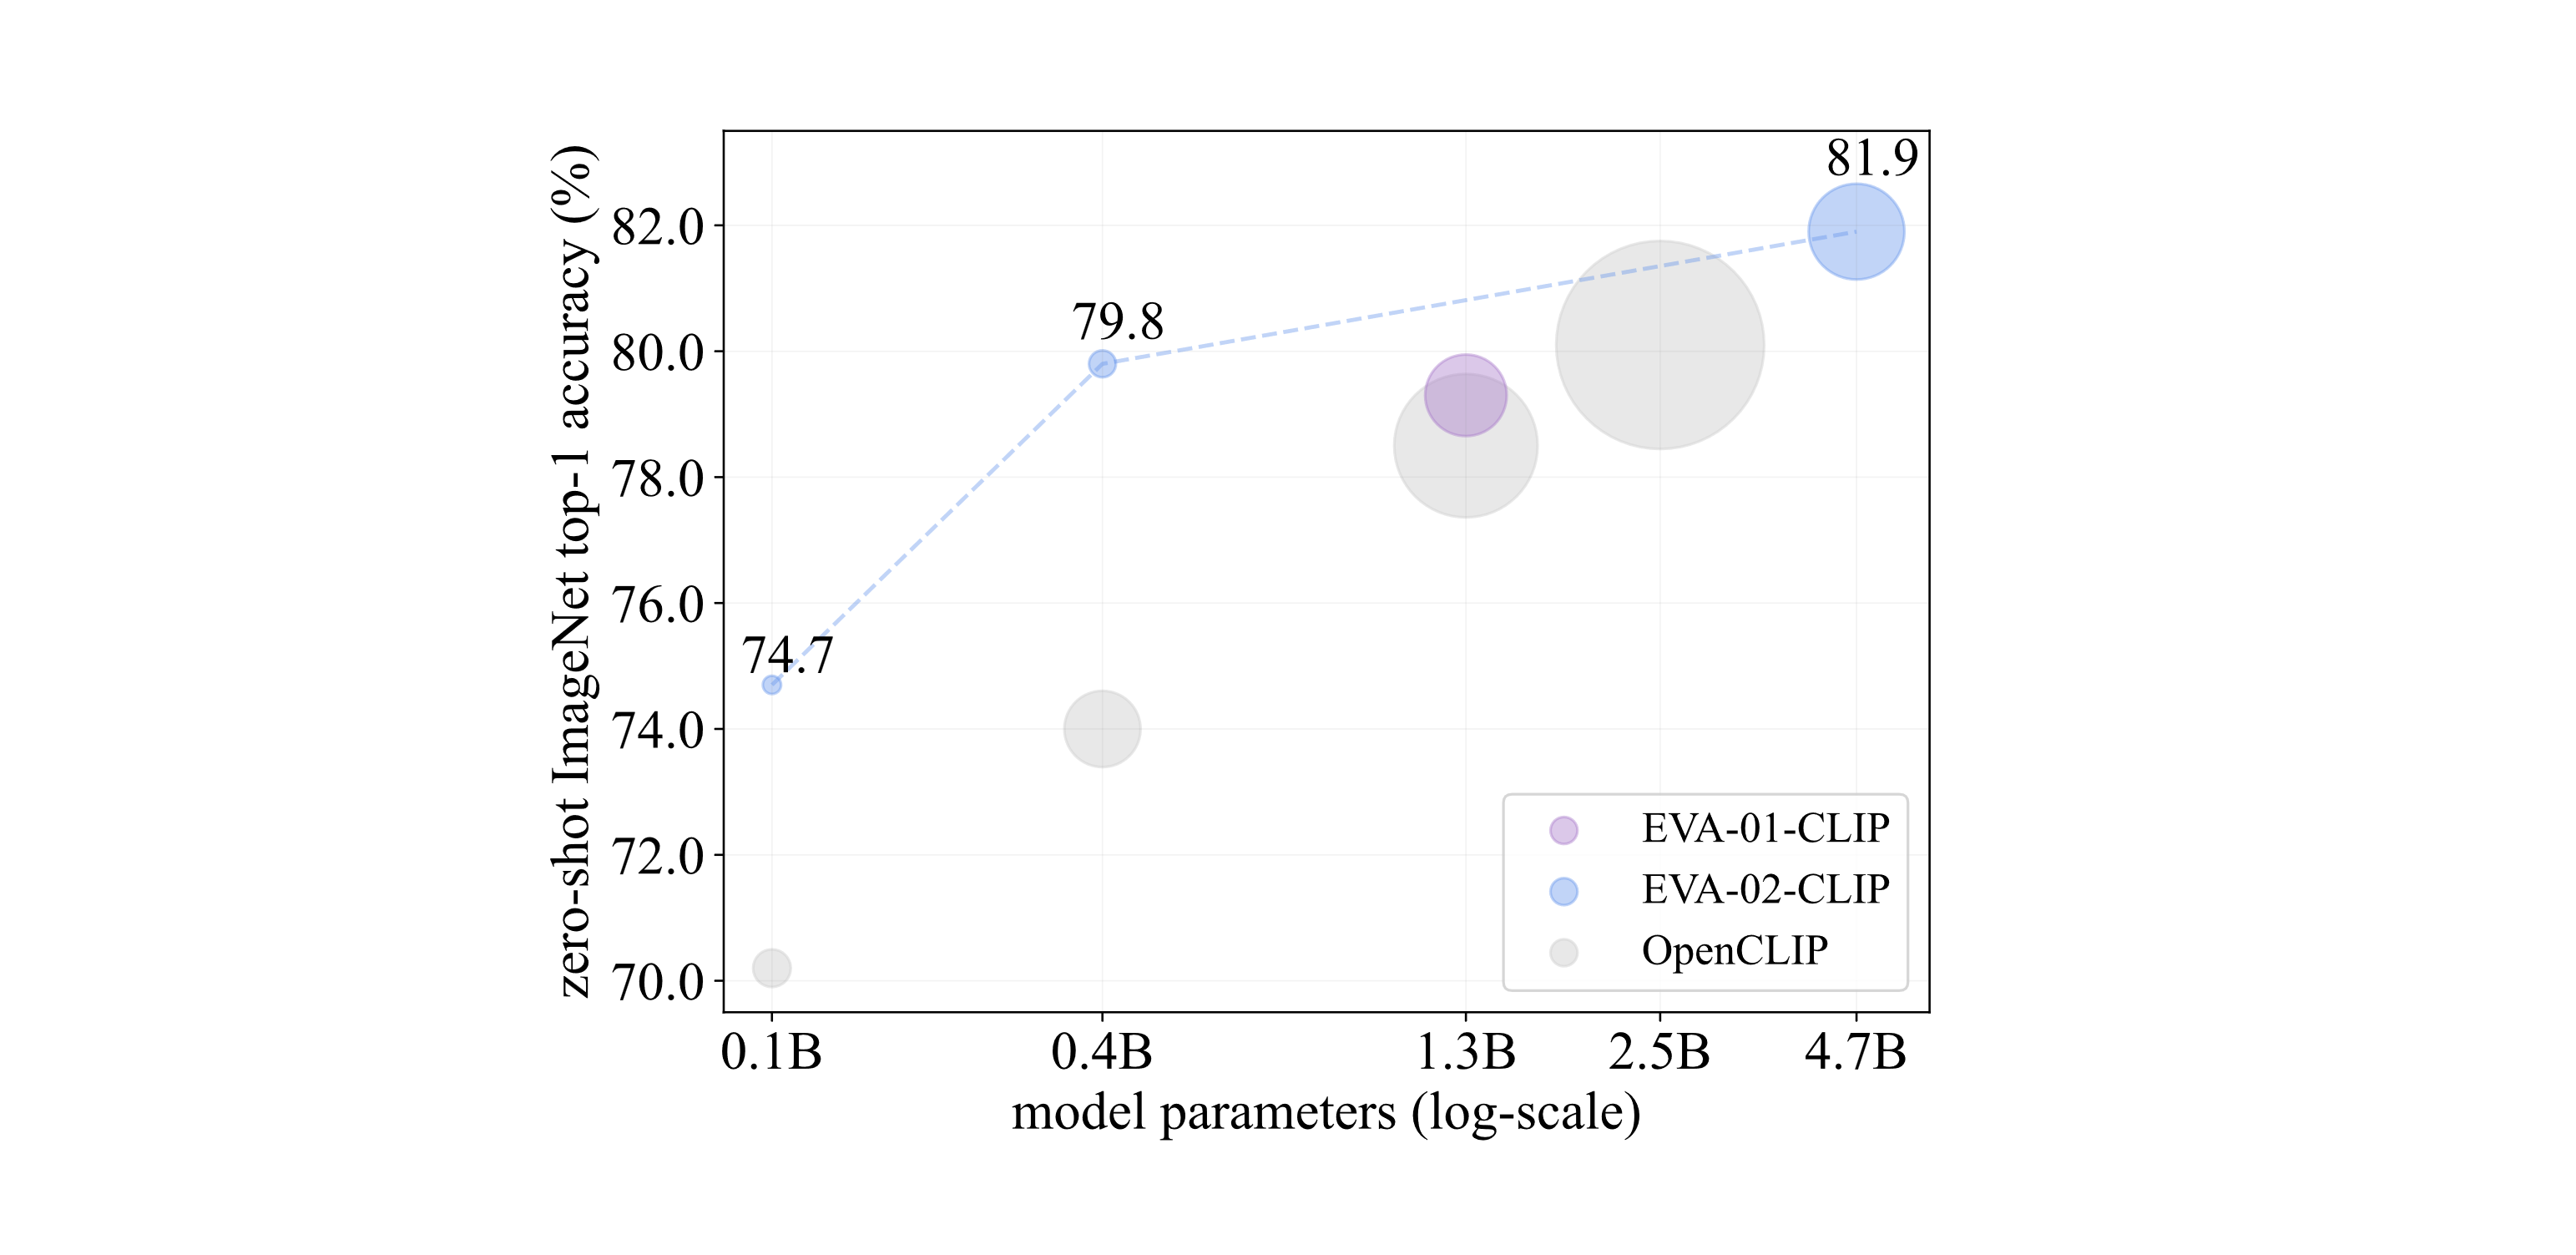 zero-shot ImageNet top-1 accuracy (%)
82.0
80.0
78.0
76.0
74.0
72.0
70.0
81.9
79.8
74.7
EVA-01-CLIP
EVA-02-CLIP
OpenCLIP
0.1B 0.4B 1.3B 2.5B 4.7B
model parameters (log-scale)